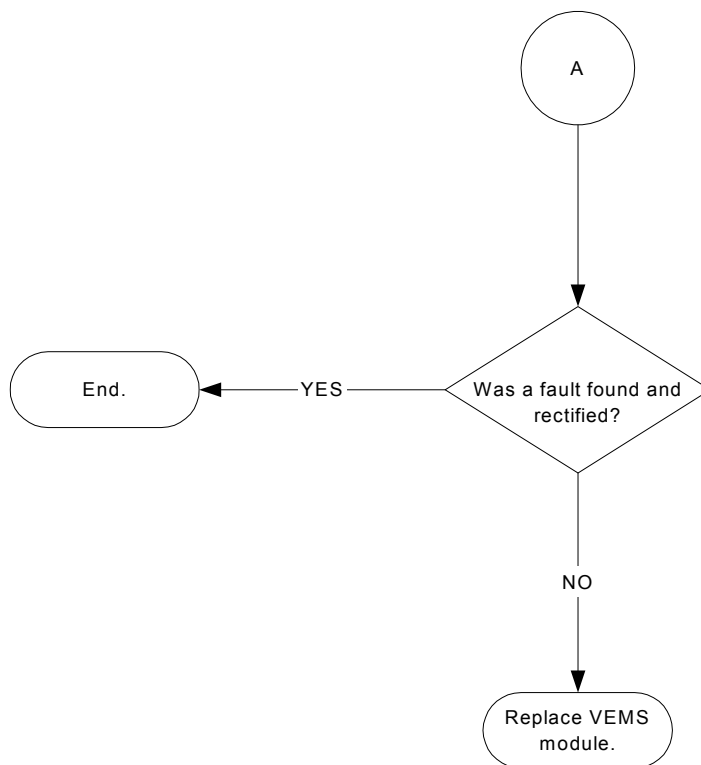 A
Was a fault found and
rectified?
YES
End.
NO
Replace VEMS
module.